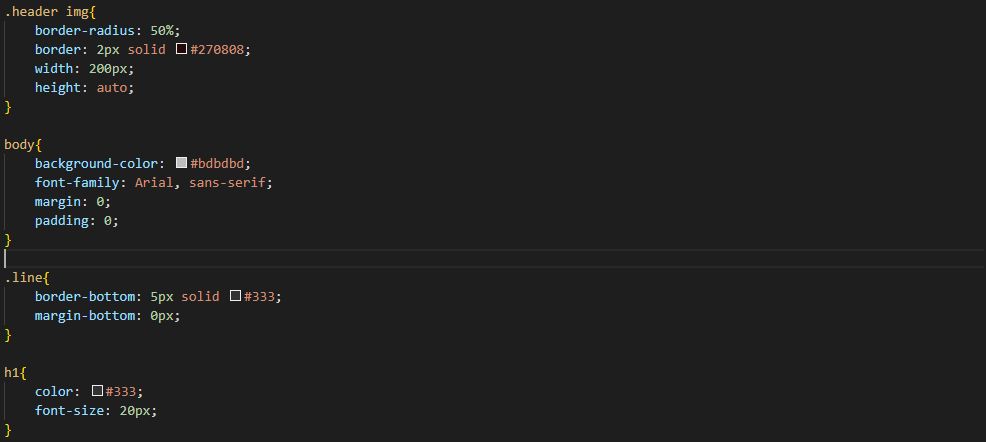 .header img{
    border-radius: 50%;
    border: 2px solid #270808;
    width: 200px;
    height: auto;
}

body{
    background-color: #bdbdbd;
    font-family: Arial, sans-serif;
    margin: 0;
    padding: 0;
}

.line{
    border-bottom: 5px solid #333;
    margin-bottom: 0px;
}

h1{
    color: #333;
    font-size: 20px;
}